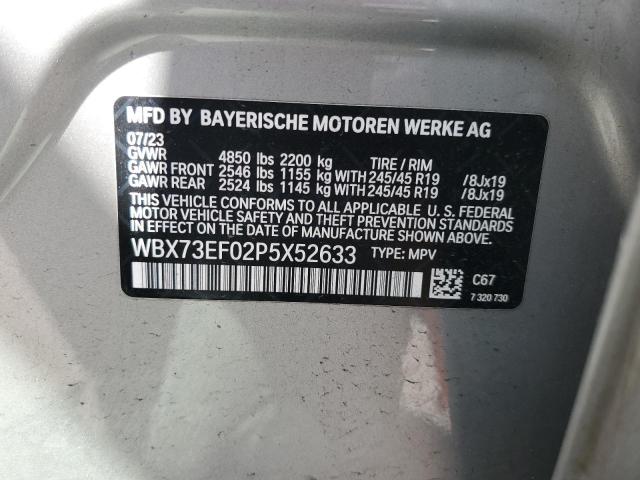 MFD BY BAYERISCHE MOTOREN WERKE AG
07/23
GVWR 4850 lbs 2200 kg TIRE / RIM
GAWR FRONT 2546 lbs 1155 kg WITH 245/45 R19 /8Jx19
GAWR REAR 2524 lbs 1145 kg WITH 245/45 R19 /8Jx19
THIS VEHICLE CONFORMS TO ALL APPLICABLE U. S. FEDERAL
MOTOR VEHICLE SAFETY AND THEFT PREVENTION STANDARDS
IN EFFECT ON THE DATE OF MANUFACTURE SHOWN ABOVE.
WBX73EF02P5X52633 TYPE: MPV
C67
7 320 730